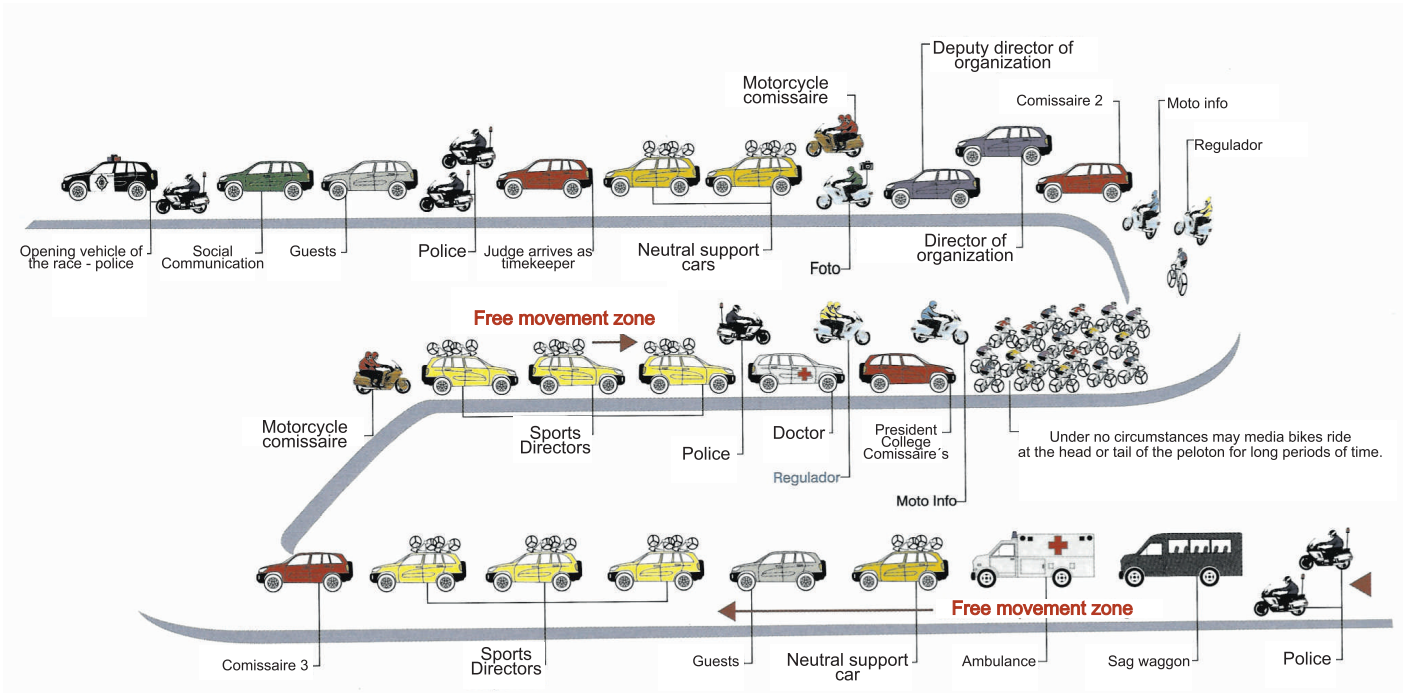 Deputy director of
organization
Motorcycle
comissaire
Comissaire 2
Moto info
Regulador
Opening vehicle of
the race - police
Social
Communication
Guests
Police
Judge arrives as
timekeeper
Neutral support
cars
Foto
Director of
organization
Free movement zone
Motorcycle
comissaire
Sports
Directors
Police
Doctor
Regulador
President
College
Comissaire´s
Moto Info
Under no circumstances may media bikes ride
at the head or tail of the peloton for long periods of time.
Free movement zone
Comissaire 3
Sports
Directors
Guests
Neutral support
car
Ambulance
Sag waggon
Police